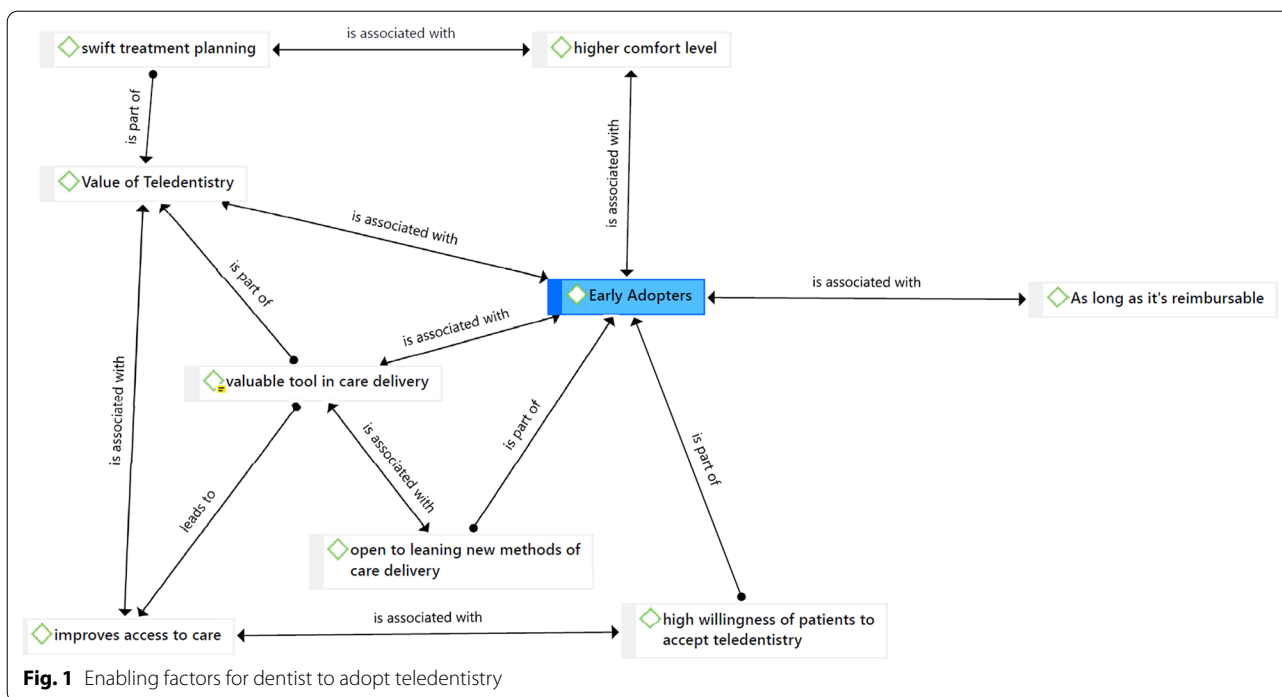 is associated with
swift treatment planning
higher comfort level
is part of
is associated with
Value of Teledentistry
is associated with
is part of
is associated with
Early Adopters
As long as it's reimbursable
is associated with
valuable tool in care delivery
is associated with
is associated with
is part of
is part of
leads to
open to leaning new methods of
care delivery
is associated with
high willingness of patients to
accept teledentistry
improves access to care
Fig. 1 Enabling factors for dentist to adopt teledentistry